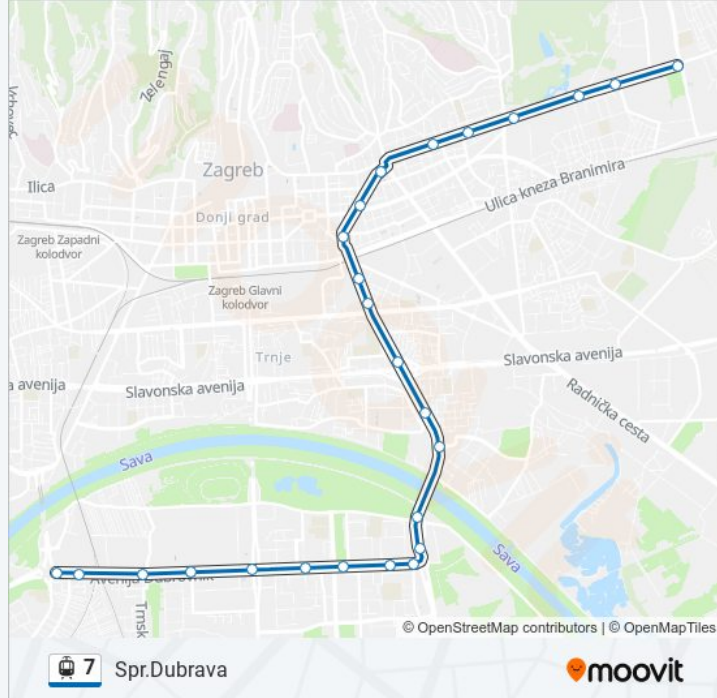 Vrhovec
Zelengaj
Zagreb
Ilica
Ulica kneza Branimira
Donji grad
Zagreb Zapadni
kolodvor
Zagreb Glavni
kolodvor
Trnje
Slavonska avenija
a avenija
Slavonska avenija
Radnička cesta
Sava
Sava
Avenija Dubrovnik
Trnsk
© OpenStreetMap contributors | © OpenMapTiles
7 Spr.Dubrava
moovit